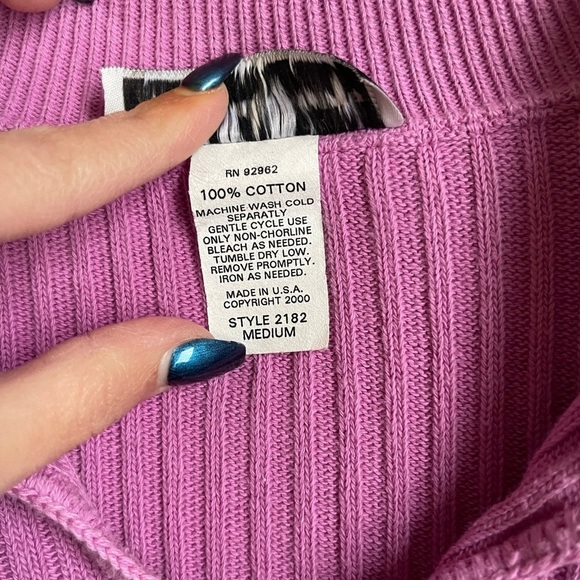 RN 92962
100% COTTON
MACHINE WASH COLD
SEPARATLY
GENTLE CYCLE USE
ONLY NON-CHORLINE
BLEACH AS NEEDED.
TUMBLE DRY LOW.
REMOVE PROMPTLY.
IRON AS NEEDED.
MADE IN U.S.A.
COPYRIGHT 2000
STYLE 2182
MEDIUM